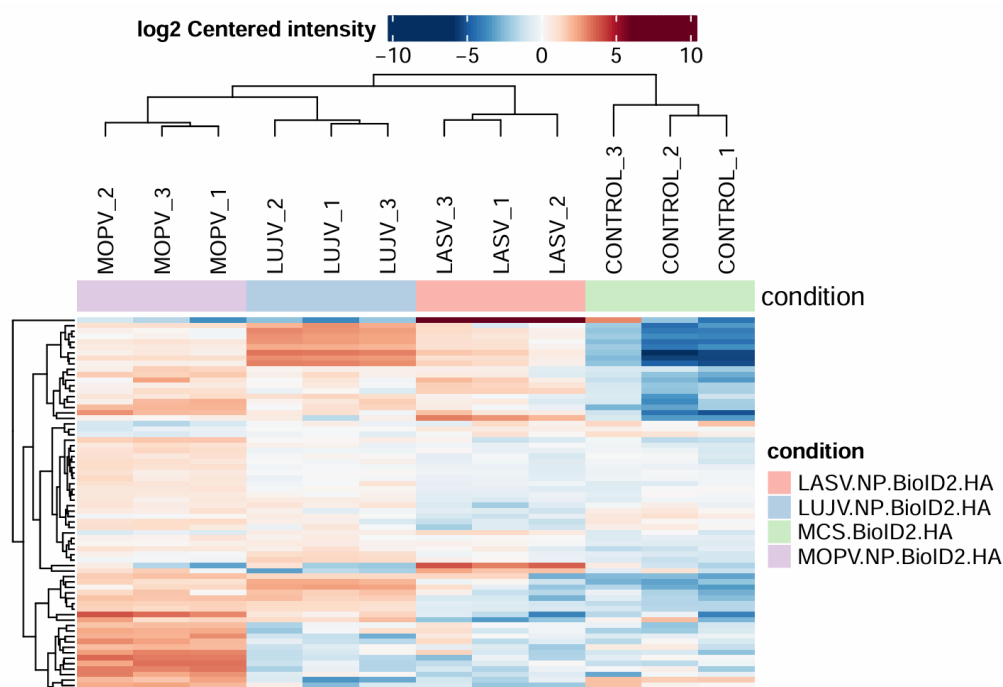 log2 Centered intensity
−10 −5 0 5 10
MOPV_2 MOPV_3 MOPV_1 LUJV_2 LUJV_1 LUJV_3 LASV_3 LASV_1 LASV_2 CONTROL_3 CONTROL_2 CONTROL_1
condition
condition
LASV.NP.BioID2.HA
LUJV.NP.BioID2.HA
MCS.BioID2.HA
MOPV.NP.BioID2.HA